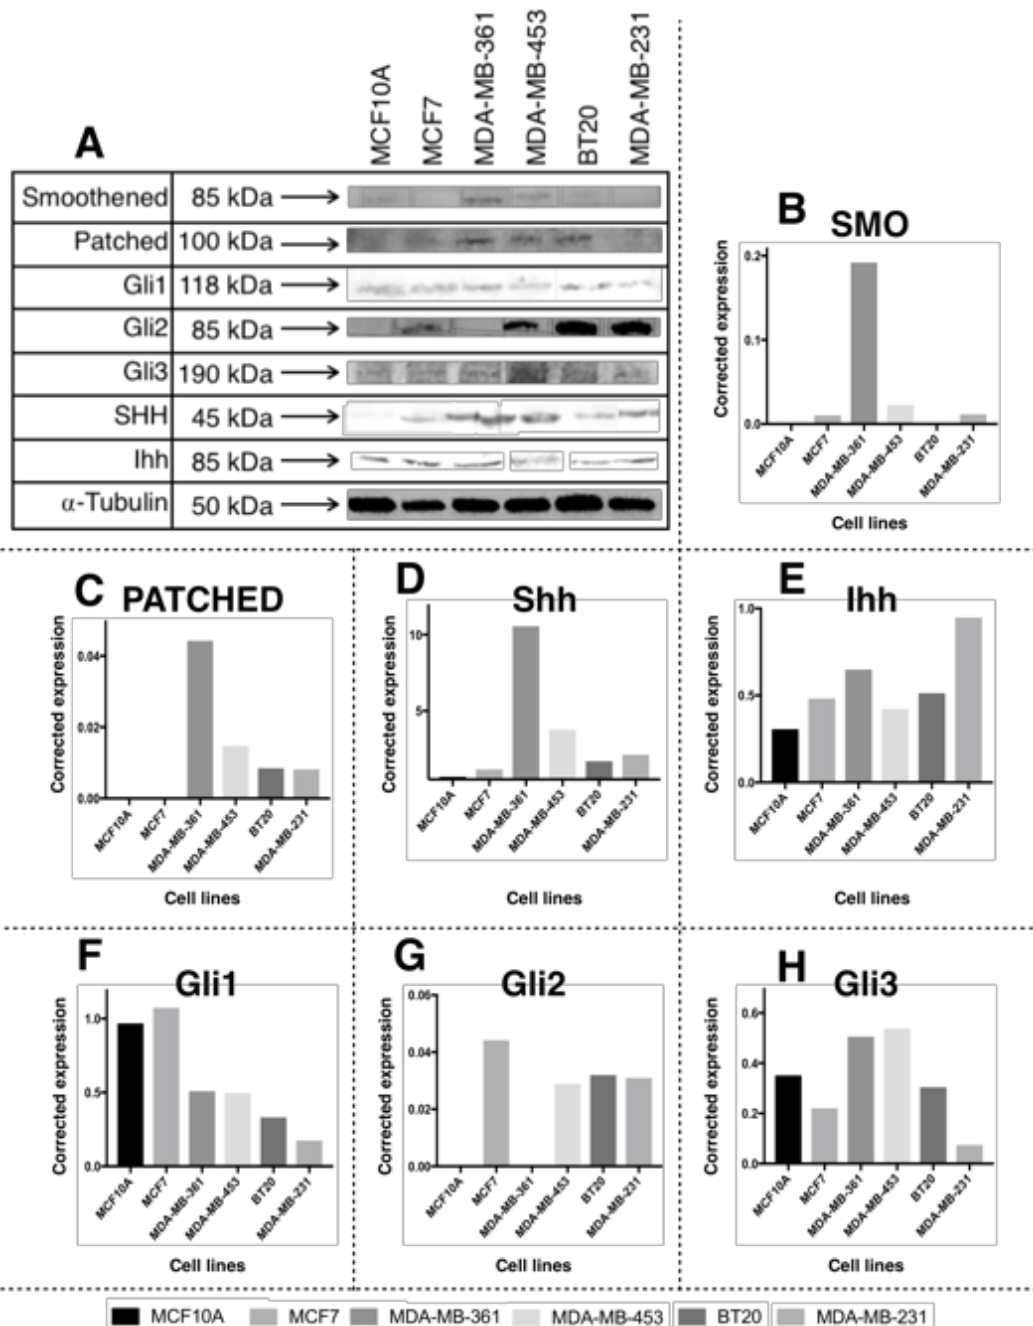 A
MCF10A
MCF7
MDA-MB-361
MDA-MB-453
BT20
MDA-MB-231
Smoothened 85 kDa
Patched 100 kDa
Gli1 118 kDa
Gli2 85 kDa
Gli3 190 kDa
SHH 45 kDa
Ihh 85 kDa
α-Tubulin 50 kDa
B SMO
Corrected expression
0.2
0.1
0.0
MCF10A
MCF7
MDA-MB-361
MDA-MB-453
BT20
MDA-MB-231
Cell lines
C PATCHED
Corrected expression
0.04
0.02
0.00
MCF10A
MCF7
MDA-MB-361
MDA-MB-453
BT20
MDA-MB-231
Cell lines
D Shh
Corrected expression
10
5
MCF10A
MCF7
MDA-MB-361
MDA-MB-453
BT20
MDA-MB-231
Cell lines
E Ihh
Corrected expression
1.0
0.5
0.0
MCF10A
MCF7
MDA-MB-361
MDA-MB-453
BT20
MDA-MB-231
Cell lines
F Gli1
Corrected expression
1.0
0.5
0.0
MCF10A
MCF7
MDA-MB-361
MDA-MB-453
BT20
MDA-MB-231
Cell lines
G Gli2
Corrected expression
0.06
0.04
0.02
0.00
MCF10A
MCF7
MDA-MB-361
MDA-MB-453
BT20
MDA-MB-231
Cell lines
H Gli3
Corrected expression
0.6
0.4
0.2
0.0
MCF10A
MCF7
MDA-MB-361
MDA-MB-453
BT20
MDA-MB-231
Cell lines
MCF10A MCF7 MDA-MB-361 MDA-MB-453 BT20 MDA-MB-231